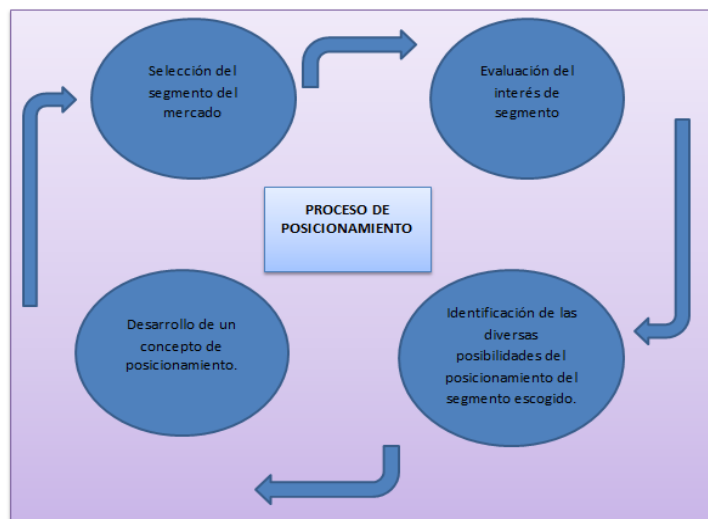 Selección del
segmento del
mercado
Evaluación del
interés de
segmento
PROCESO DE
POSICIONAMIENTO
Identificación de las
diversas
posibilidades del
posicionamiento del
segmento escogido.
Desarrollo de un
concepto de
posicionamiento.